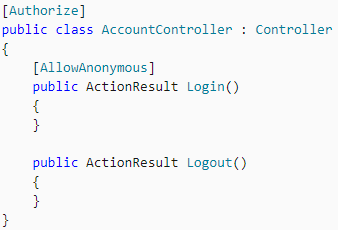 [Authorize]
public class AccountController : Controller
{
    [AllowAnonymous]
    public ActionResult Login()
    {
    }

    public ActionResult Logout()
    {
    }
}